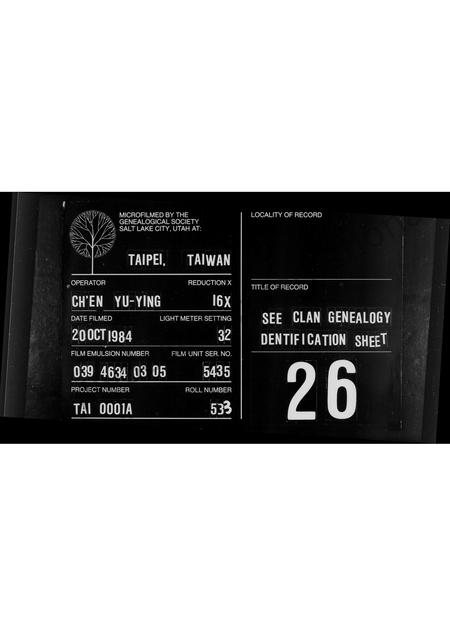 MICROFILMED BY THE
GENEALOGICAL SOCIETY
SALT LAKE CITY, UTAH AT:
TAIPEI, TAIWAN
OPERATOR REDUCTION X
CH'EN YU-YING 16X
DATE FILMED LIGHT METER SETTING
20 OCT 1984 32
FILM EMULSION NUMBER FILM UNIT SER. NO.
039 4634 03 05 5435
PROJECT NUMBER ROLL NUMBER
TAI 0001A 533
LOCALITY OF RECORD
TITLE OF RECORD
SEE CLAN GENEALOGY
DENTIFICATION SHEET
26